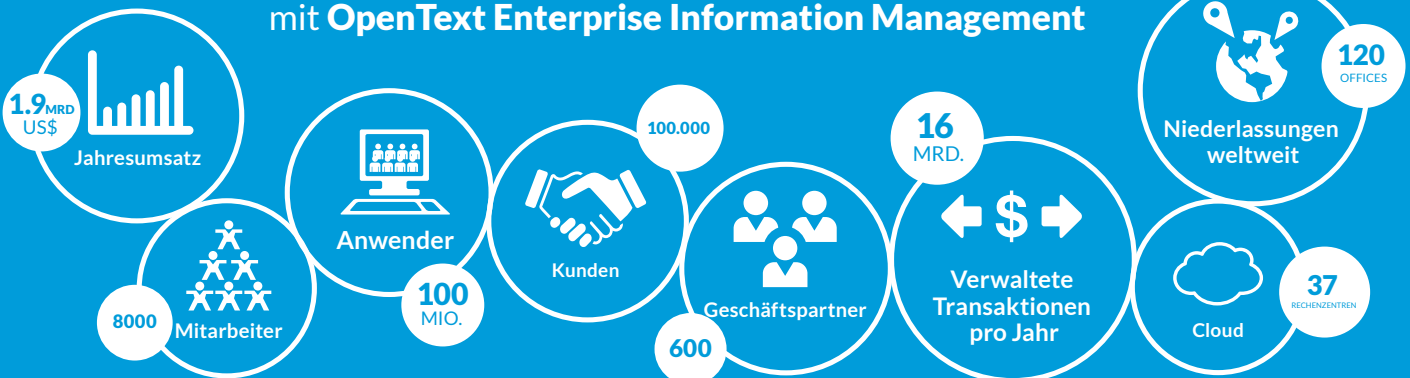 mit OpenText Enterprise Information Management
1.9MRD
US$
Jahresumsatz
8000
Mitarbeiter
Anwender
100
MIO.
100.000
Kunden
Geschäftspartner
600
16
MRD.
$
Verwaltete
Transaktionen
pro Jahr
120
OFFICES
Niederlassungen
weltweit
Cloud
37
RECHENZENTREN